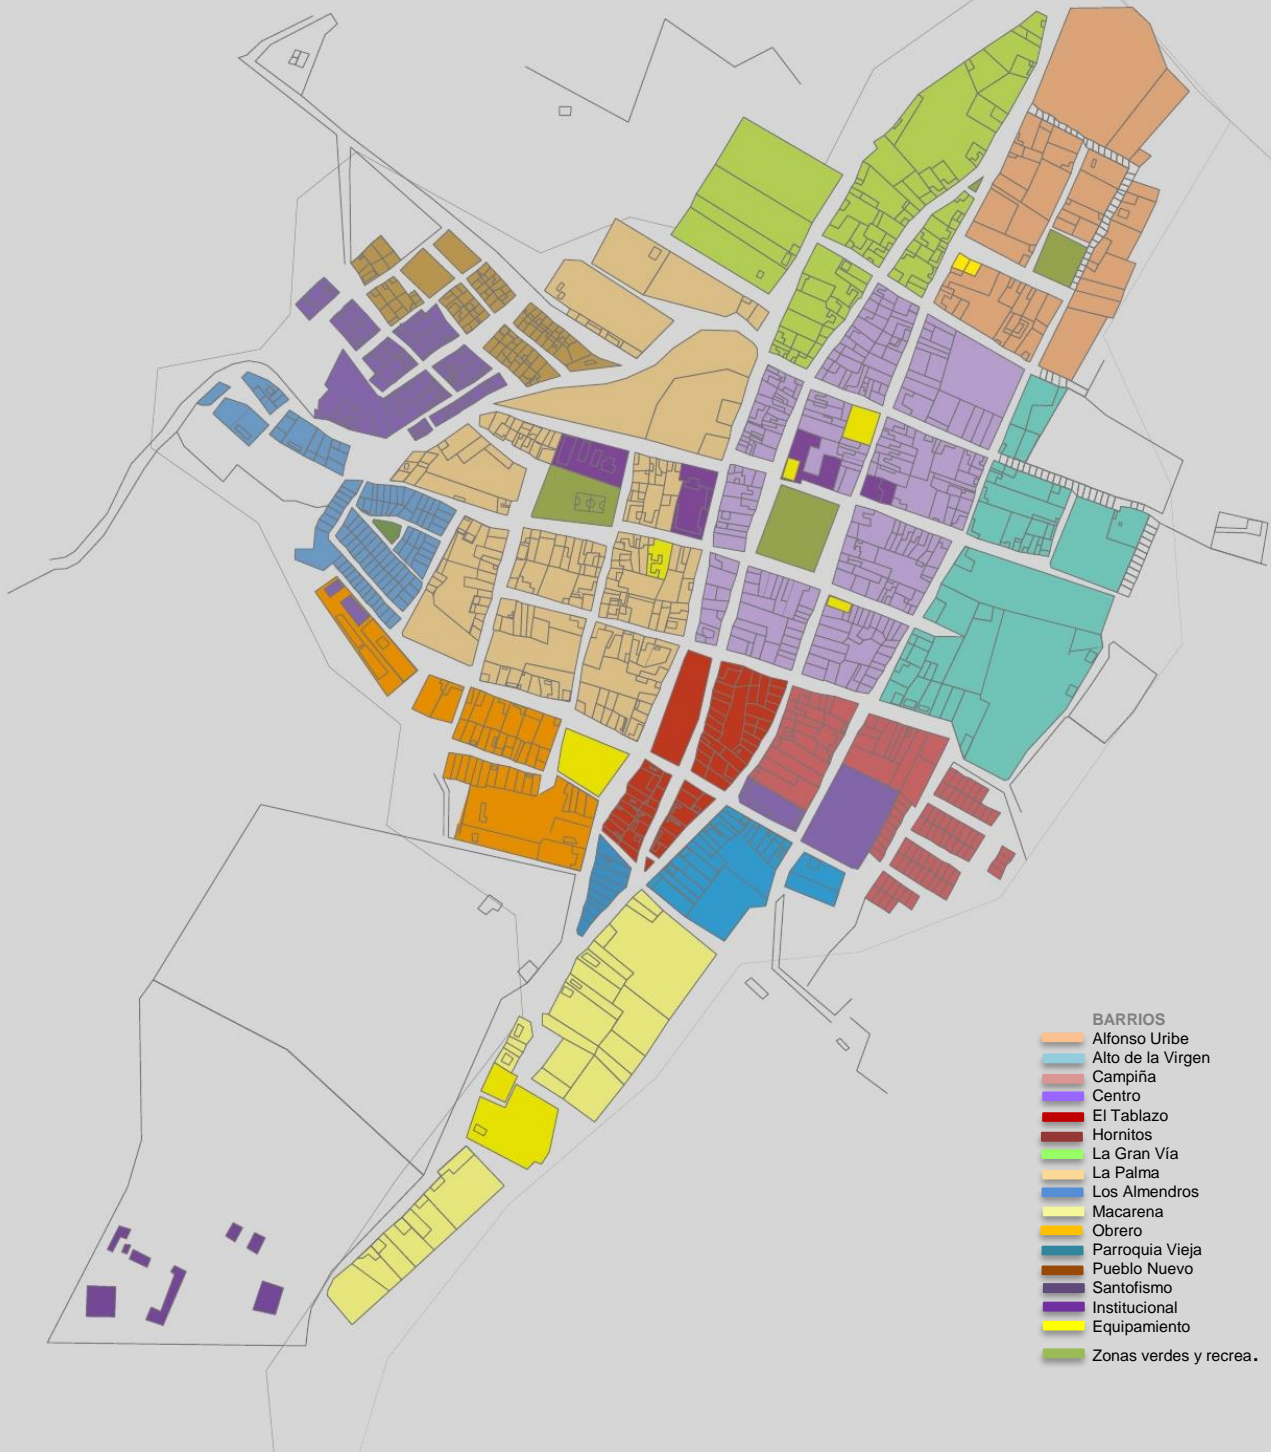 BARRIOS
Alfonso Uribe
Alto de la Virgen
Campiña
Centro
El Tablazo
Hornitos
La Gran Vía
La Palma
Los Almendros
Macarena
Obrero
Parroquia Vieja
Pueblo Nuevo
Santofismo
Institucional
Equipamiento
Zonas verdes y recrea.